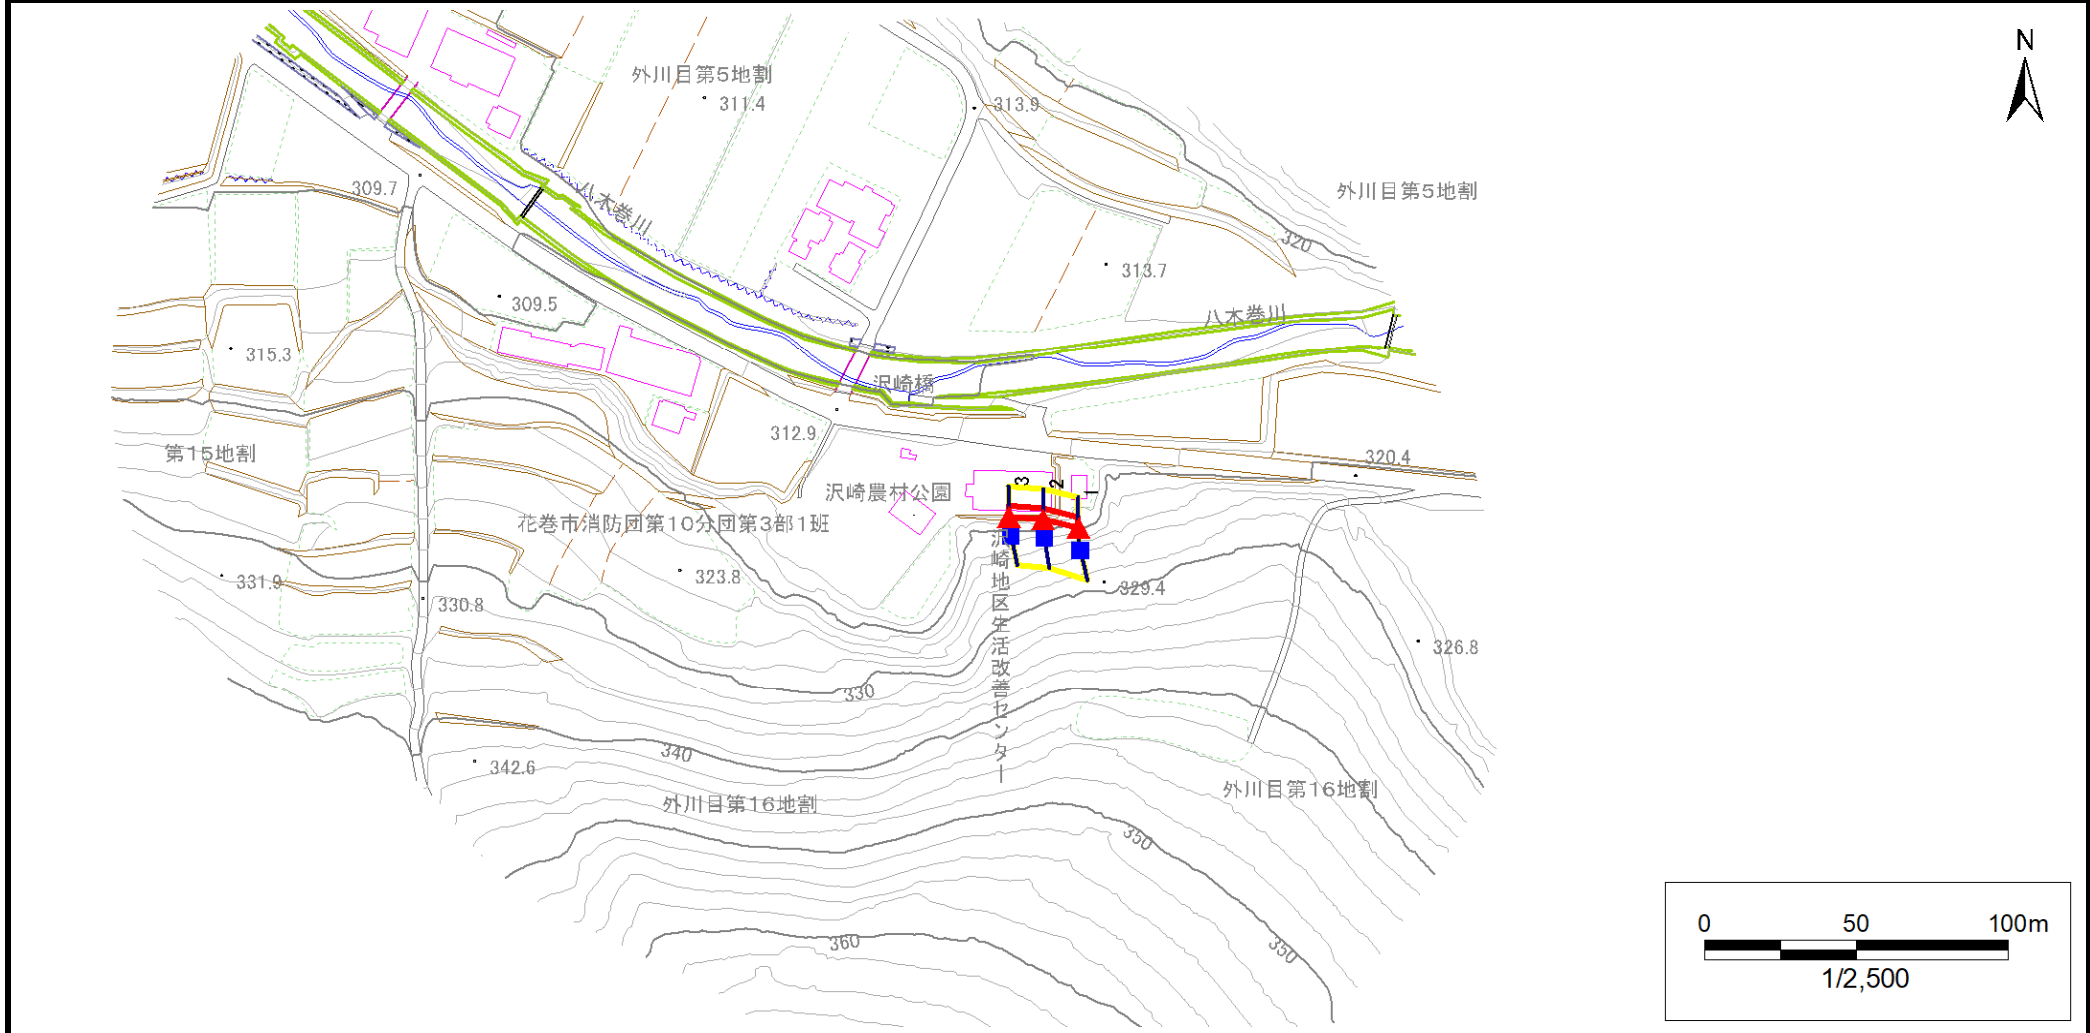 N
外川目第5地割
311.4
313.9
309.7
外川目第5地割
八木巻川
320
313.7
309.5
八木巻川
315.3
沢崎橋
312.9
第15地割
320.4
沢崎農村公園
3
2
1
花巻市消防団第10分団第3部1班
沢崎地区生活改善センター
331.9
323.8
329.4
330.8
326.8
330
340
342.6
外川目第16地割
外川目第16地割
350
360
350
0 50 100m
1/2,500